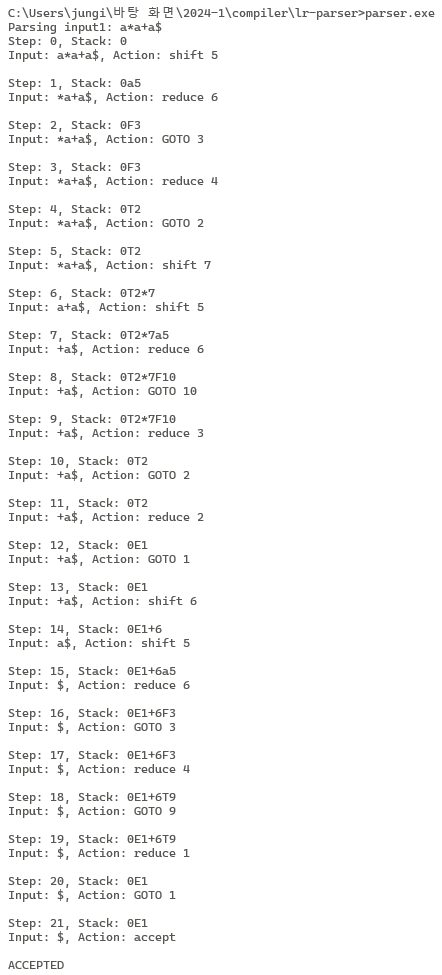 C:\Users\jungi\바탕 화면\2024-1\compiler\lr-parser>parser.exe
Parsing input1: a*a+a$
Step: 0, Stack: 0
Input: a*a+a$, Action: shift 5
Step: 1, Stack: 0a5
Input: *a+a$, Action: reduce 6
Step: 2, Stack: 0F3
Input: *a+a$, Action: GOTO 3
Step: 3, Stack: 0F3
Input: *a+a$, Action: reduce 4
Step: 4, Stack: 0T2
Input: *a+a$, Action: GOTO 2
Step: 5, Stack: 0T2
Input: *a+a$, Action: shift 7
Step: 6, Stack: 0T2*7
Input: a+a$, Action: shift 5
Step: 7, Stack: 0T2*7a5
Input: +a$, Action: reduce 6
Step: 8, Stack: 0T2*7F10
Input: +a$, Action: GOTO 10
Step: 9, Stack: 0T2*7F10
Input: +a$, Action: reduce 3
Step: 10, Stack: 0T2
Input: +a$, Action: GOTO 2
Step: 11, Stack: 0T2
Input: +a$, Action: reduce 2
Step: 12, Stack: 0E1
Input: +a$, Action: GOTO 1
Step: 13, Stack: 0E1
Input: +a$, Action: shift 6
Step: 14, Stack: 0E1+6
Input: a$, Action: shift 5
Step: 15, Stack: 0E1+6a5
Input: $, Action: reduce 6
Step: 16, Stack: 0E1+6F3
Input: $, Action: GOTO 3
Step: 17, Stack: 0E1+6F3
Input: $, Action: reduce 4
Step: 18, Stack: 0E1+6T9
Input: $, Action: GOTO 9
Step: 19, Stack: 0E1+6T9
Input: $, Action: reduce 1
Step: 20, Stack: 0E1
Input: $, Action: GOTO 1
Step: 21, Stack: 0E1
Input: $, Action: accept
ACCEPTED